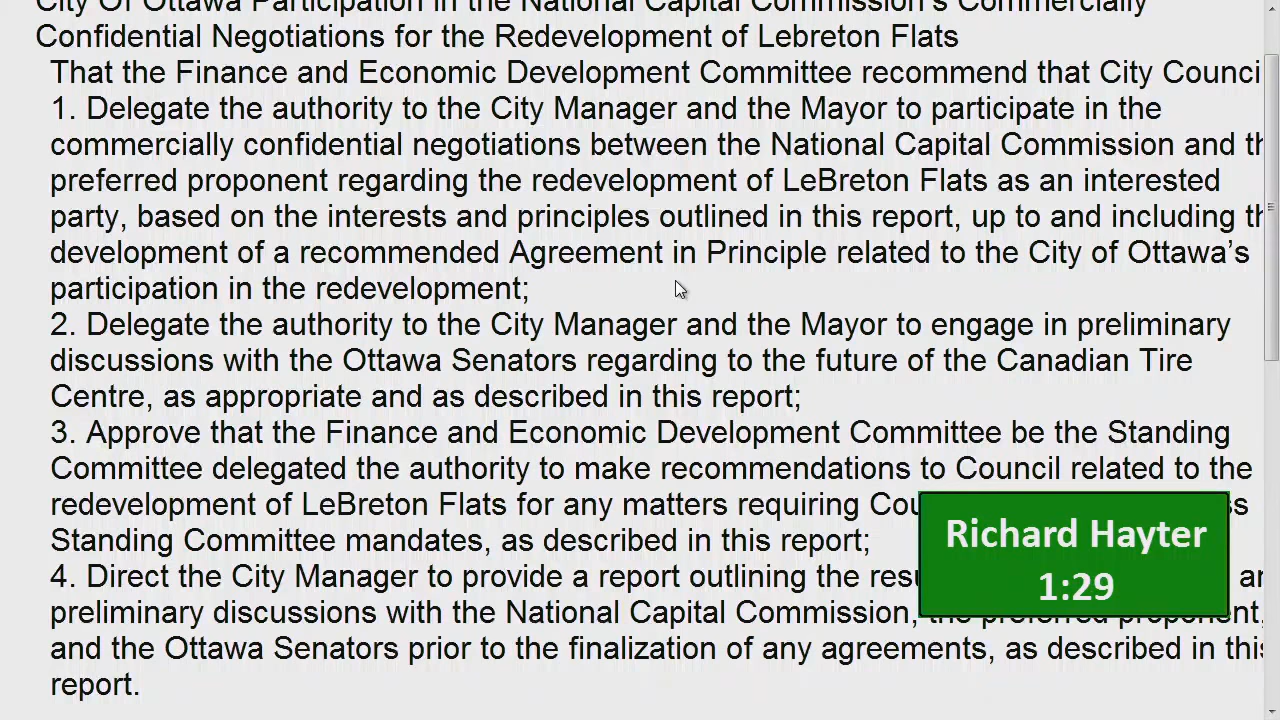 City Of Ottawa Participation in the National Capital Commission's Commercially
Confidential Negotiations for the Redevelopment of Lebreton Flats
That the Finance and Economic Development Committee recommend that City Counci
1. Delegate the authority to the City Manager and the Mayor to participate in the
commercially confidential negotiations between the National Capital Commission and th
preferred proponent regarding the redevelopment of LeBreton Flats as an interested
party, based on the interests and principles outlined in this report, up to and including th
development of a recommended Agreement in Principle related to the City of Ottawa’s
participation in the redevelopment;
2. Delegate the authority to the City Manager and the Mayor to engage in preliminary
discussions with the Ottawa Senators regarding to the future of the Canadian Tire
Centre, as appropriate and as described in this report;
3. Approve that the Finance and Economic Development Committee be the Standing
Committee delegated the authority to make recommendations to Council related to the
redevelopment of LeBreton Flats for any matters requiring Cou ss
Standing Committee mandates, as described in this report;
4. Direct the City Manager to provide a report outlining the resu an
preliminary discussions with the National Capital Commission, the preferred proponent,
and the Ottawa Senators prior to the finalization of any agreements, as described in this
report.
Richard Hayter
1:29